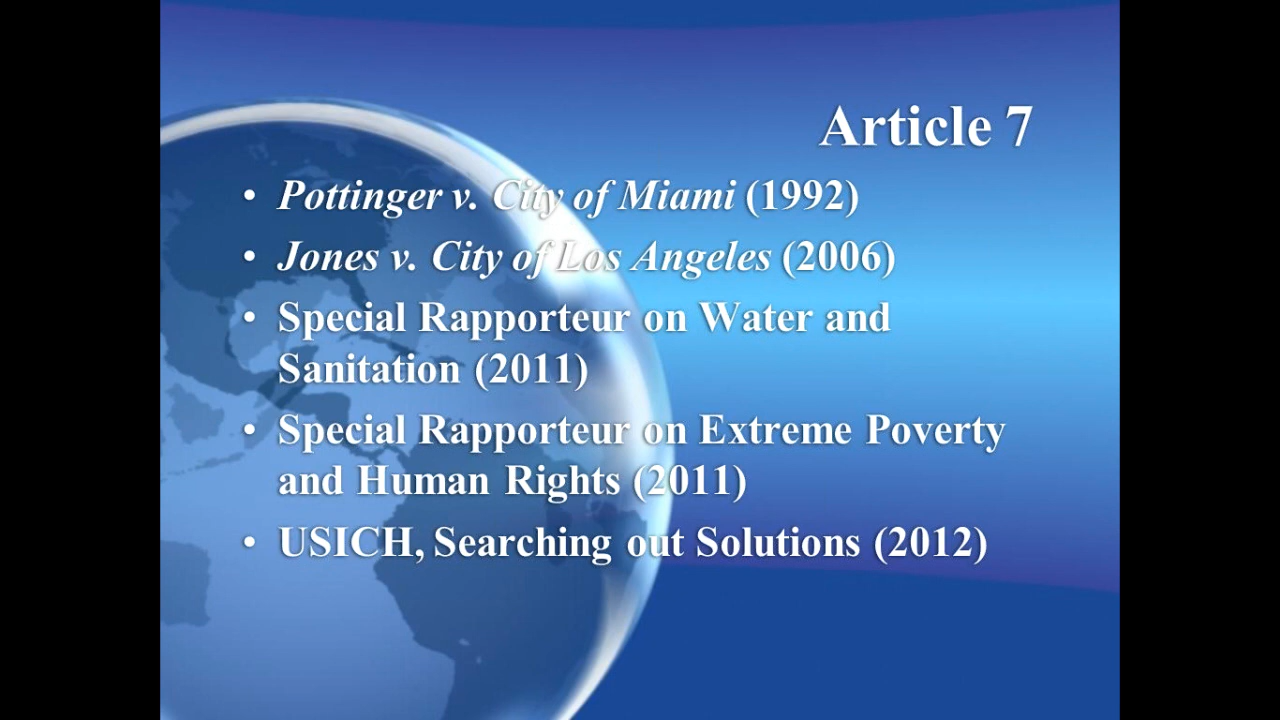 Article 7
• Pottinger v. City of Miami (1992)
• Jones v. City of Los Angeles (2006)
• Special Rapporteur on Water and
Sanitation (2011)
• Special Rapporteur on Extreme Poverty
and Human Rights (2011)
• USICH, Searching out Solutions (2012)